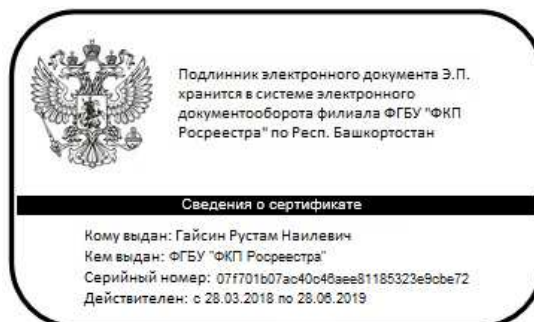 Подлинник электронного документа Э.П.
хранится в системе электронного
документооборота филиала ФГБУ "ФКП
Росреестра" по Респ. Башкортостан
Сведения о сертификате
Кому выдан: Гайсин Рустам Наилевич
Кем выдан: ФГБУ "ФКП Росреестра"
Серийный номер: 07f701b07ac40c46aee81185323e9cbe72
Действителен: с 28.03.2018 по 28.06.2019